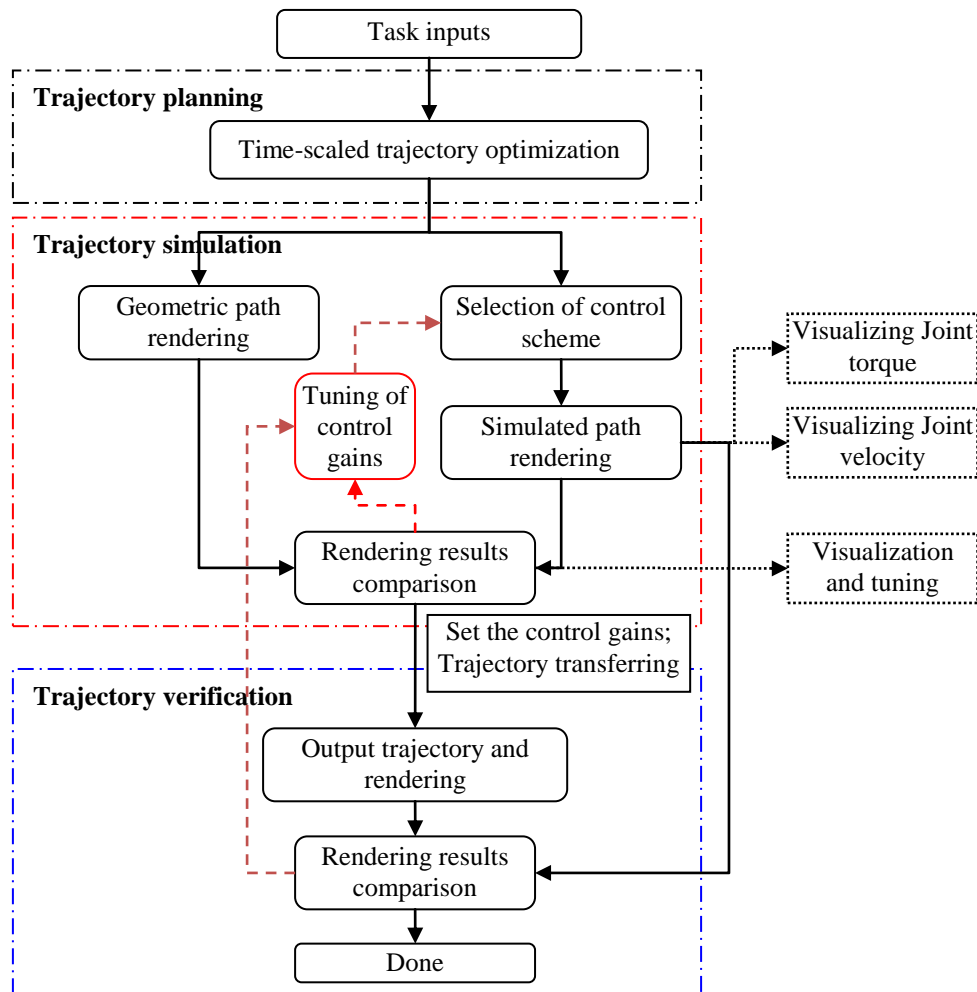 Task inputs
Trajectory planning
Time-scaled trajectory optimization
Trajectory simulation
Geometric path
rendering
Selection of control
scheme
Visualizing Joint
torque
Tuning of
control
gains
Simulated path
rendering
Visualizing Joint
velocity
Rendering results
comparison
Visualization
and tuning
Set the control gains;
Trajectory transferring
Trajectory verification
Output trajectory and
rendering
Rendering results
comparison
Done